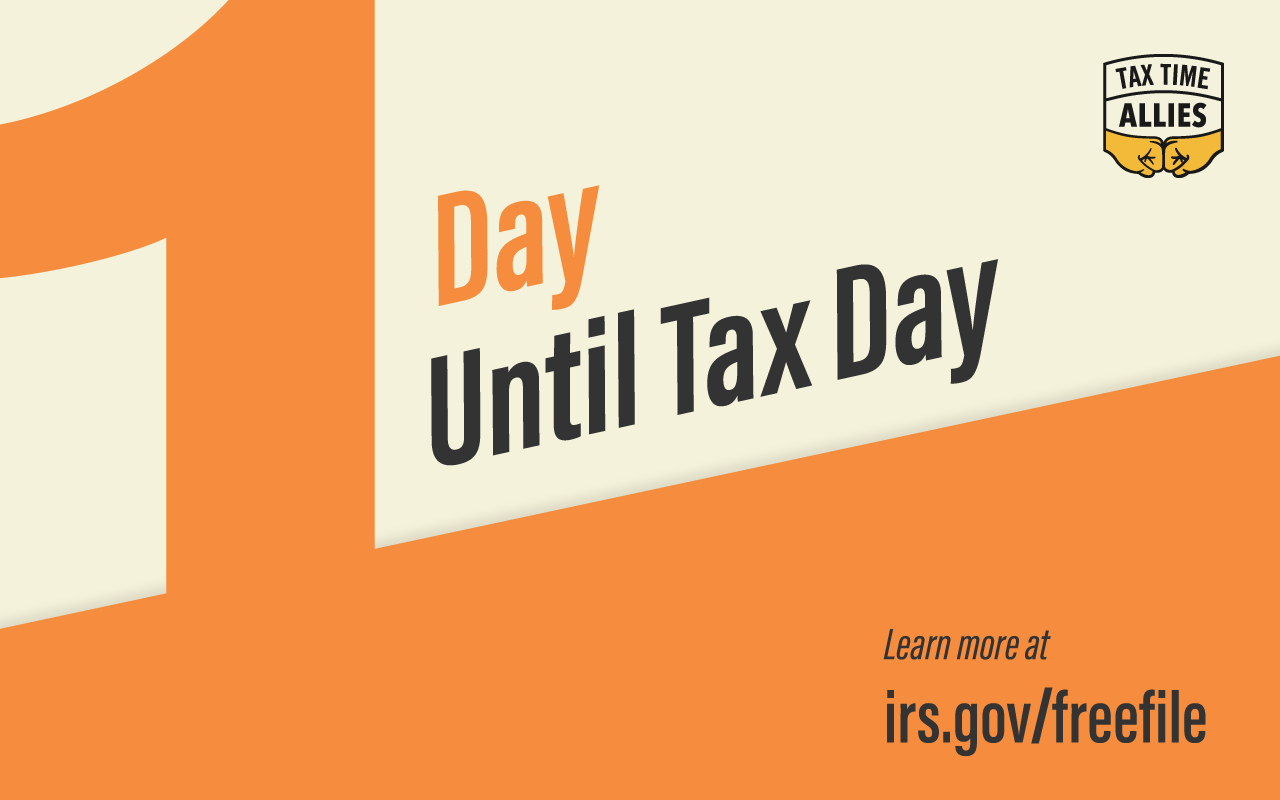 1
Day
Until Tax Day
TAX TIME
ALLIES
Learn more at
irs.gov/freefile